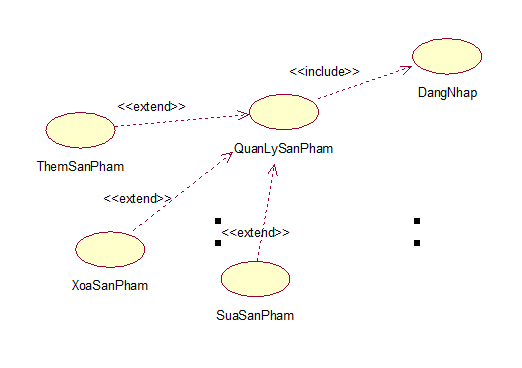 <<include>>
DangNhap
<<extend>>
QuanLySanPham
ThemSanPham
<<extend>>
<<extend>>
XoaSanPham
SuaSanPham